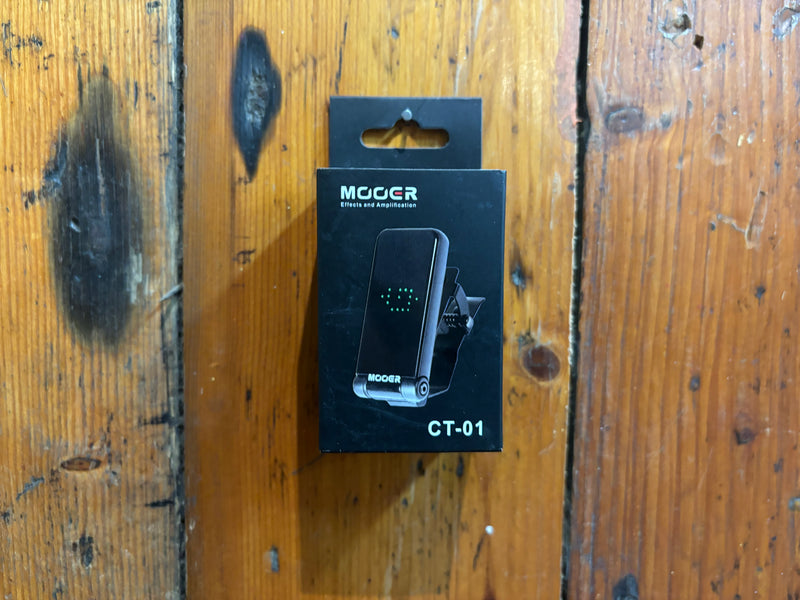 MOOER
Effects and Amplification
MOOER
CT-01